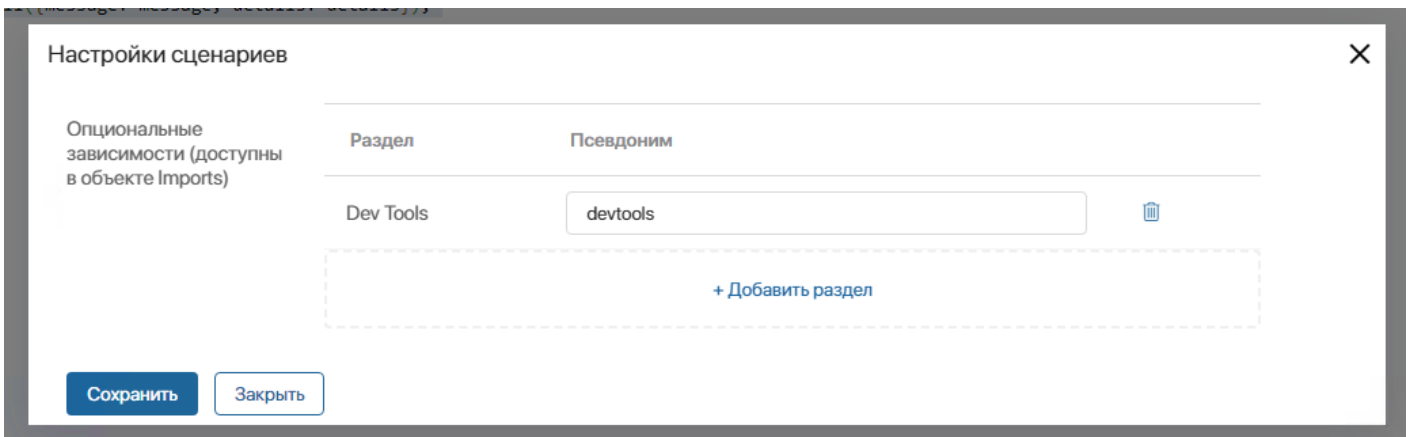 Настройки сценариев
Опциональные
зависимости (доступны
в объекте Imports)
Раздел
Псевдоним
Dev Tools
devtools
+ Добавить раздел
Сохранить
Закрыть